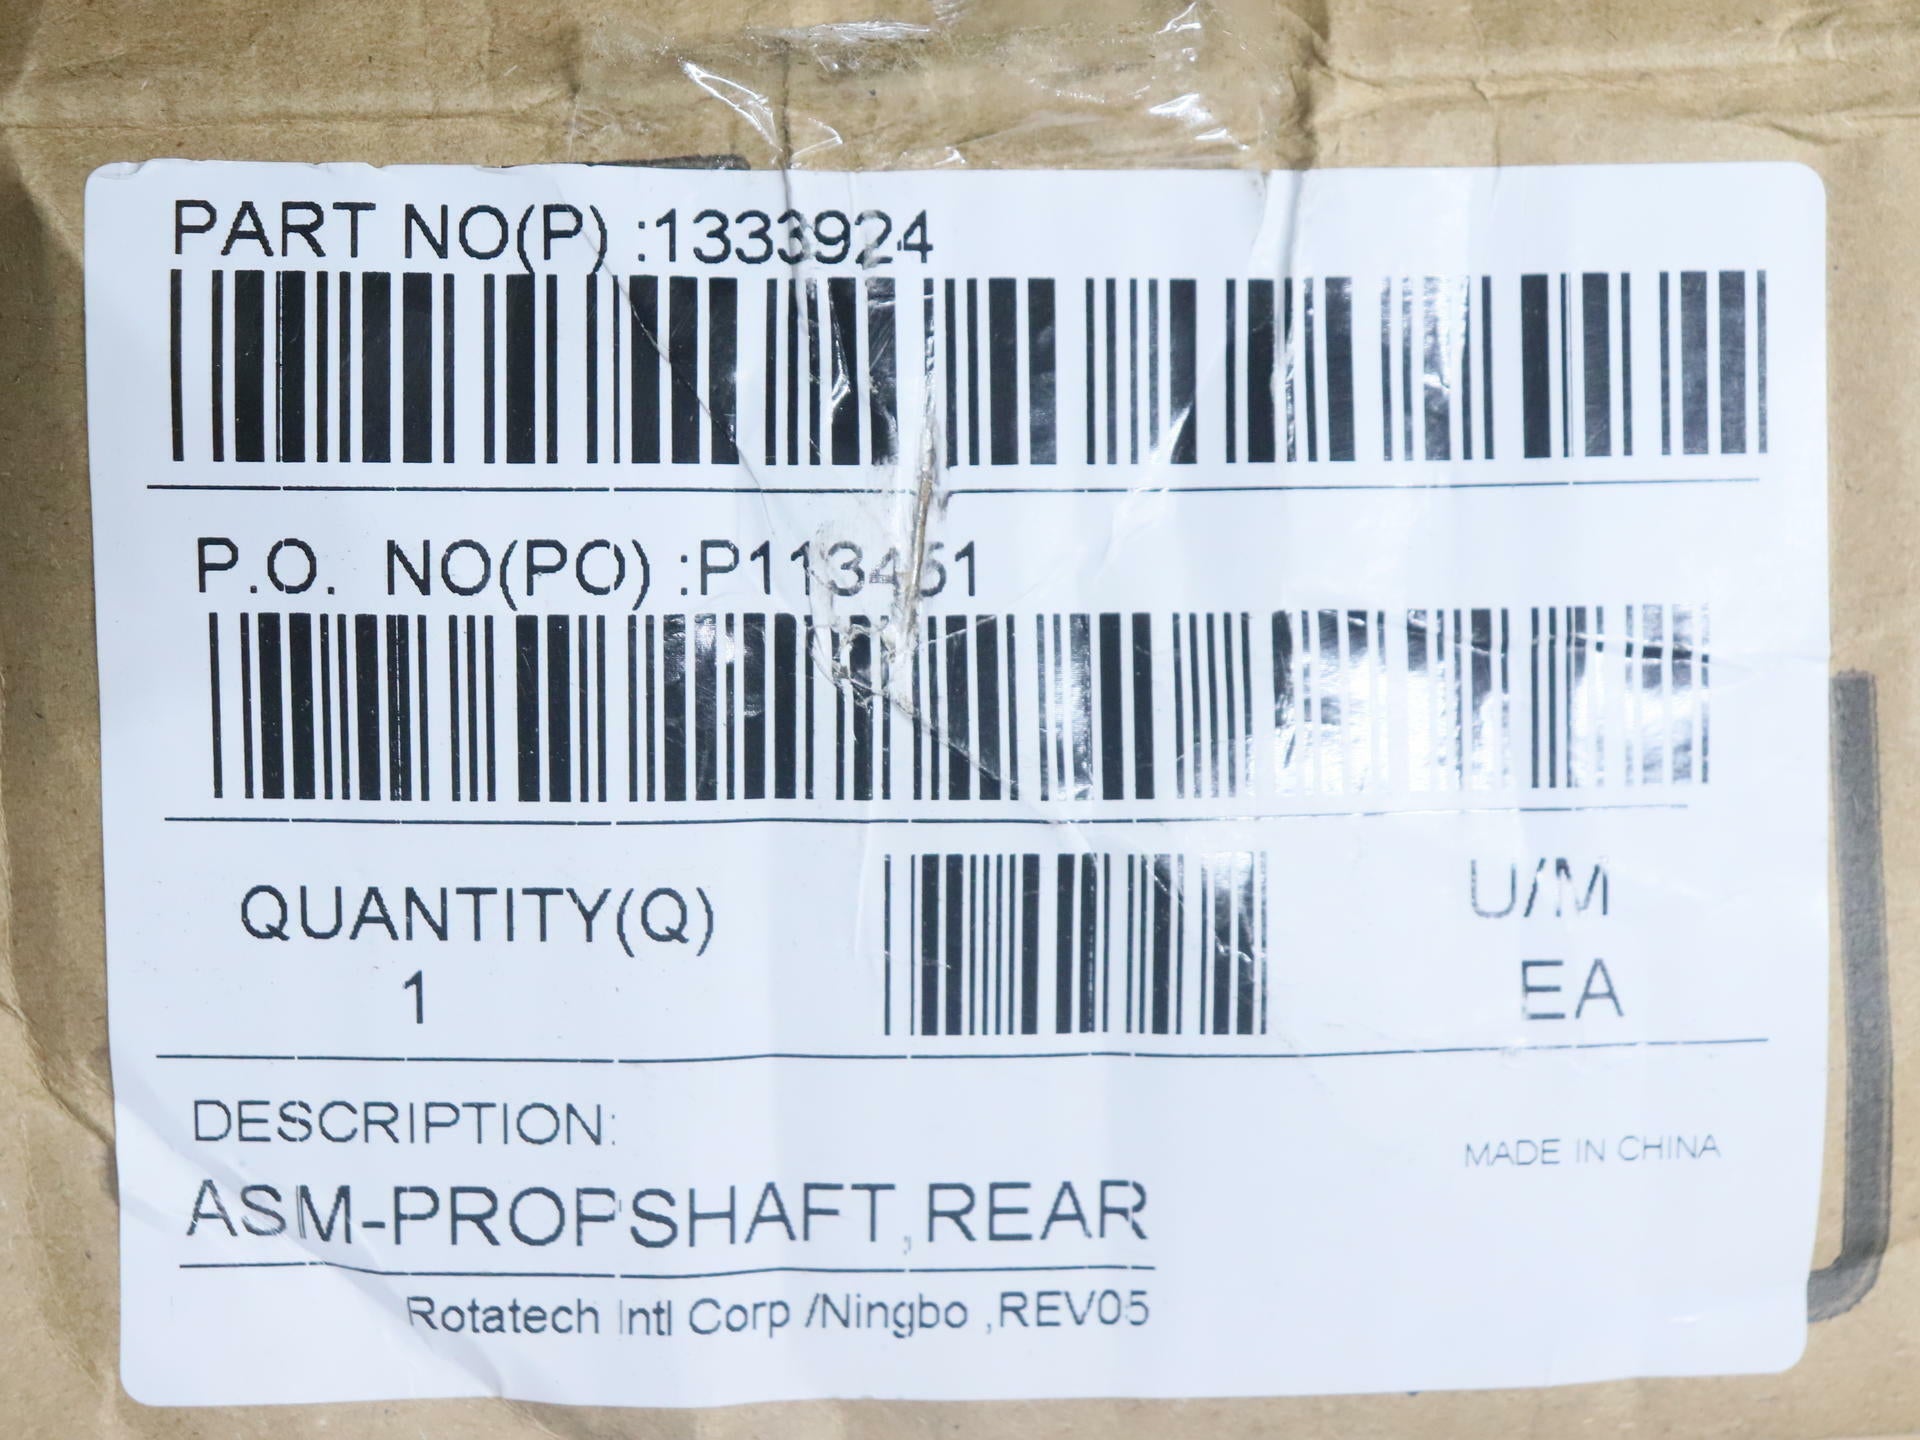 PART NO(P) :1333924
P.O. NO(PO) :P113451
QUANTITY(Q)
1
U/M
EA
DESCRIPTION:
MADE IN CHINA
ASM-PROPSHAFT,REAR
Rotatech Intl Corp /Ningbo ,REV05